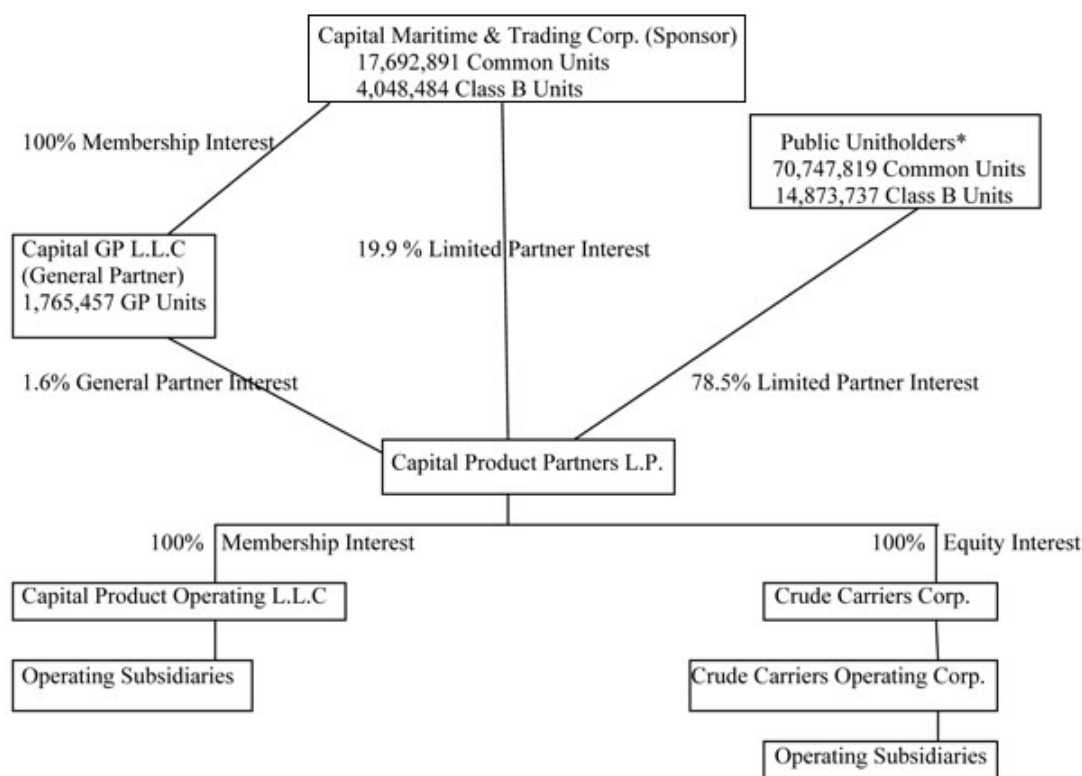 Capital Maritime & Trading Corp. (Sponsor)
17,692,891 Common Units
4,048,484 Class B Units
100% Membership Interest
Public Unitholders*
70,747,819 Common Units
14,873,737 Class B Units
Capital GP L.L.C
(General Partner)
1,765,457 GP Units
19.9 % Limited Partner Interest
1.6% General Partner Interest
78.5% Limited Partner Interest
Capital Product Partners L.P.
100% Membership Interest
100% Equity Interest
Capital Product Operating L.L.C
Crude Carriers Corp.
Operating Subsidiaries
Crude Carriers Operating Corp.
Operating Subsidiaries